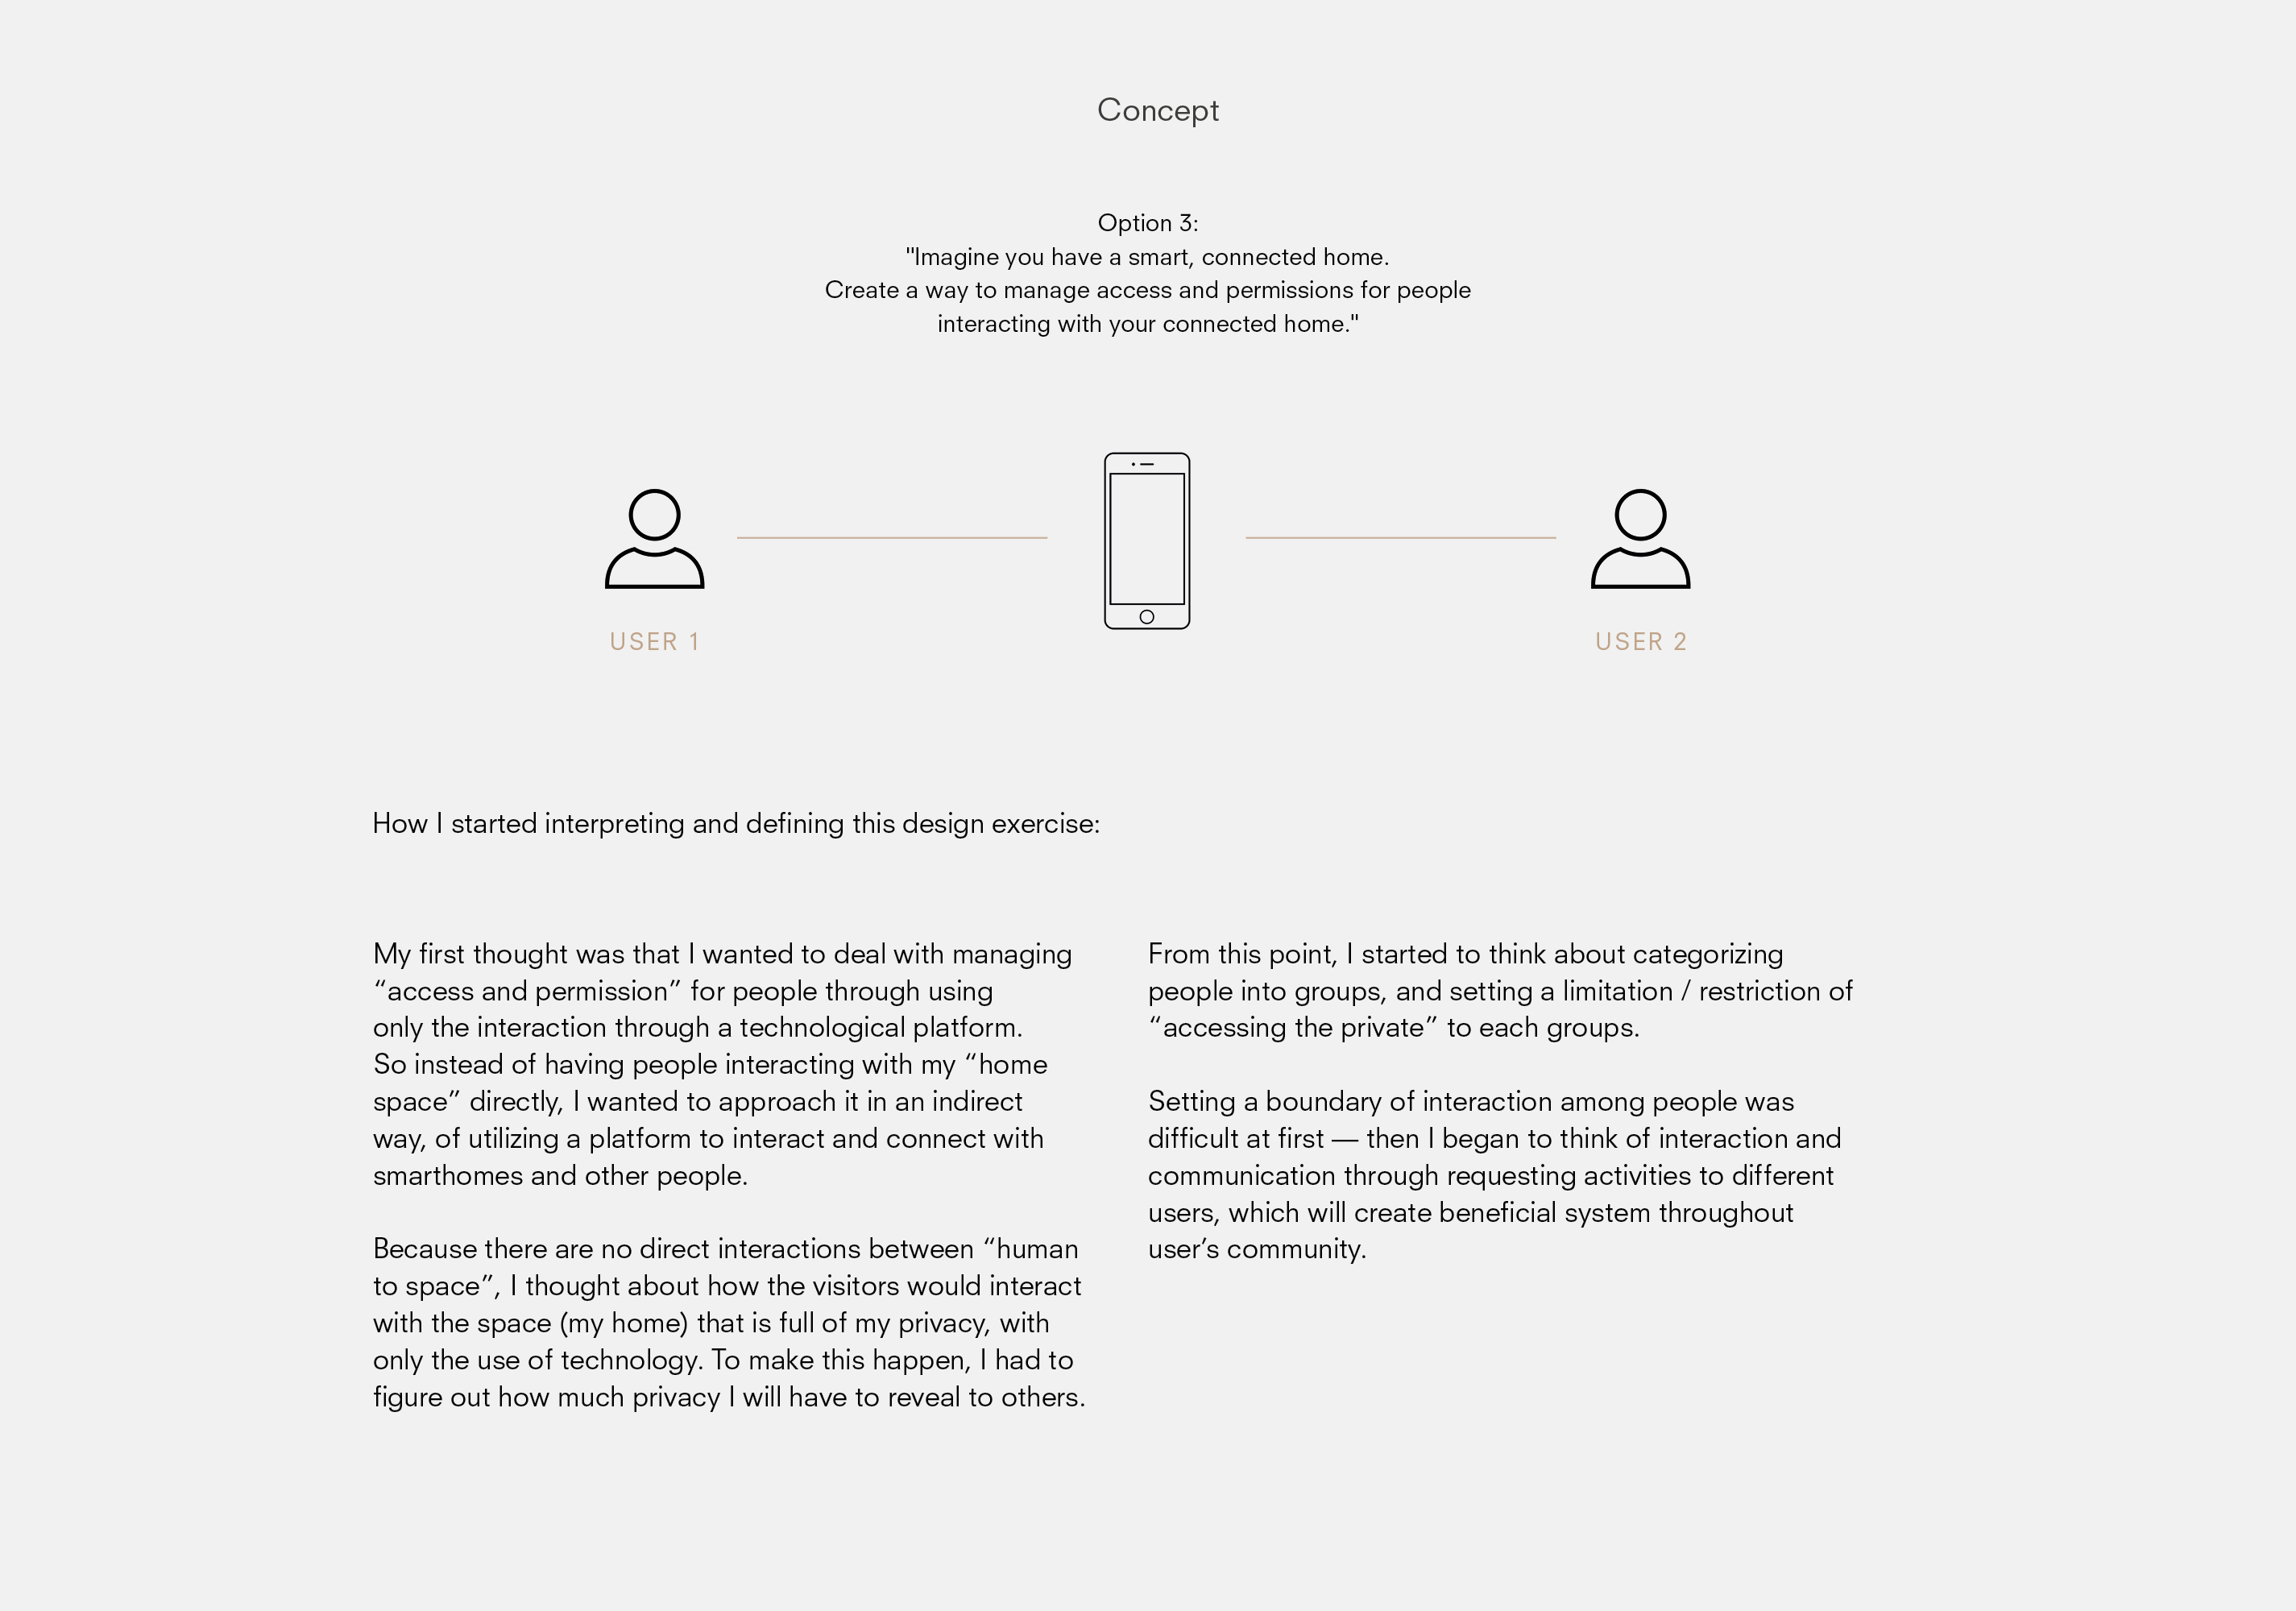 Concept
Option 3:
"Imagine you have a smart, connected home.
Create a way to manage access and permissions for people
interacting with your connected home."
USER 1
USER 2
How I started interpreting and defining this design exercise:
My first thought was that I wanted to deal with managing
“access and permission” for people through using
only the interaction through a technological platform.
So instead of having people interacting with my “home
space” directly, I wanted to approach it in an indirect
way, of utilizing a platform to interact and connect with
smarthomes and other people.
Because there are no direct interactions between “human
to space”, I thought about how the visitors would interact
with the space (my home) that is full of my privacy, with
only the use of technology. To make this happen, I had to
figure out how much privacy I will have to reveal to others.
From this point, I started to think about categorizing
people into groups, and setting a limitation / restriction of
“accessing the private” to each groups.
Setting a boundary of interaction among people was
difficult at first — then I began to think of interaction and
communication through requesting activities to different
users, which will create beneficial system throughout
user’s community.